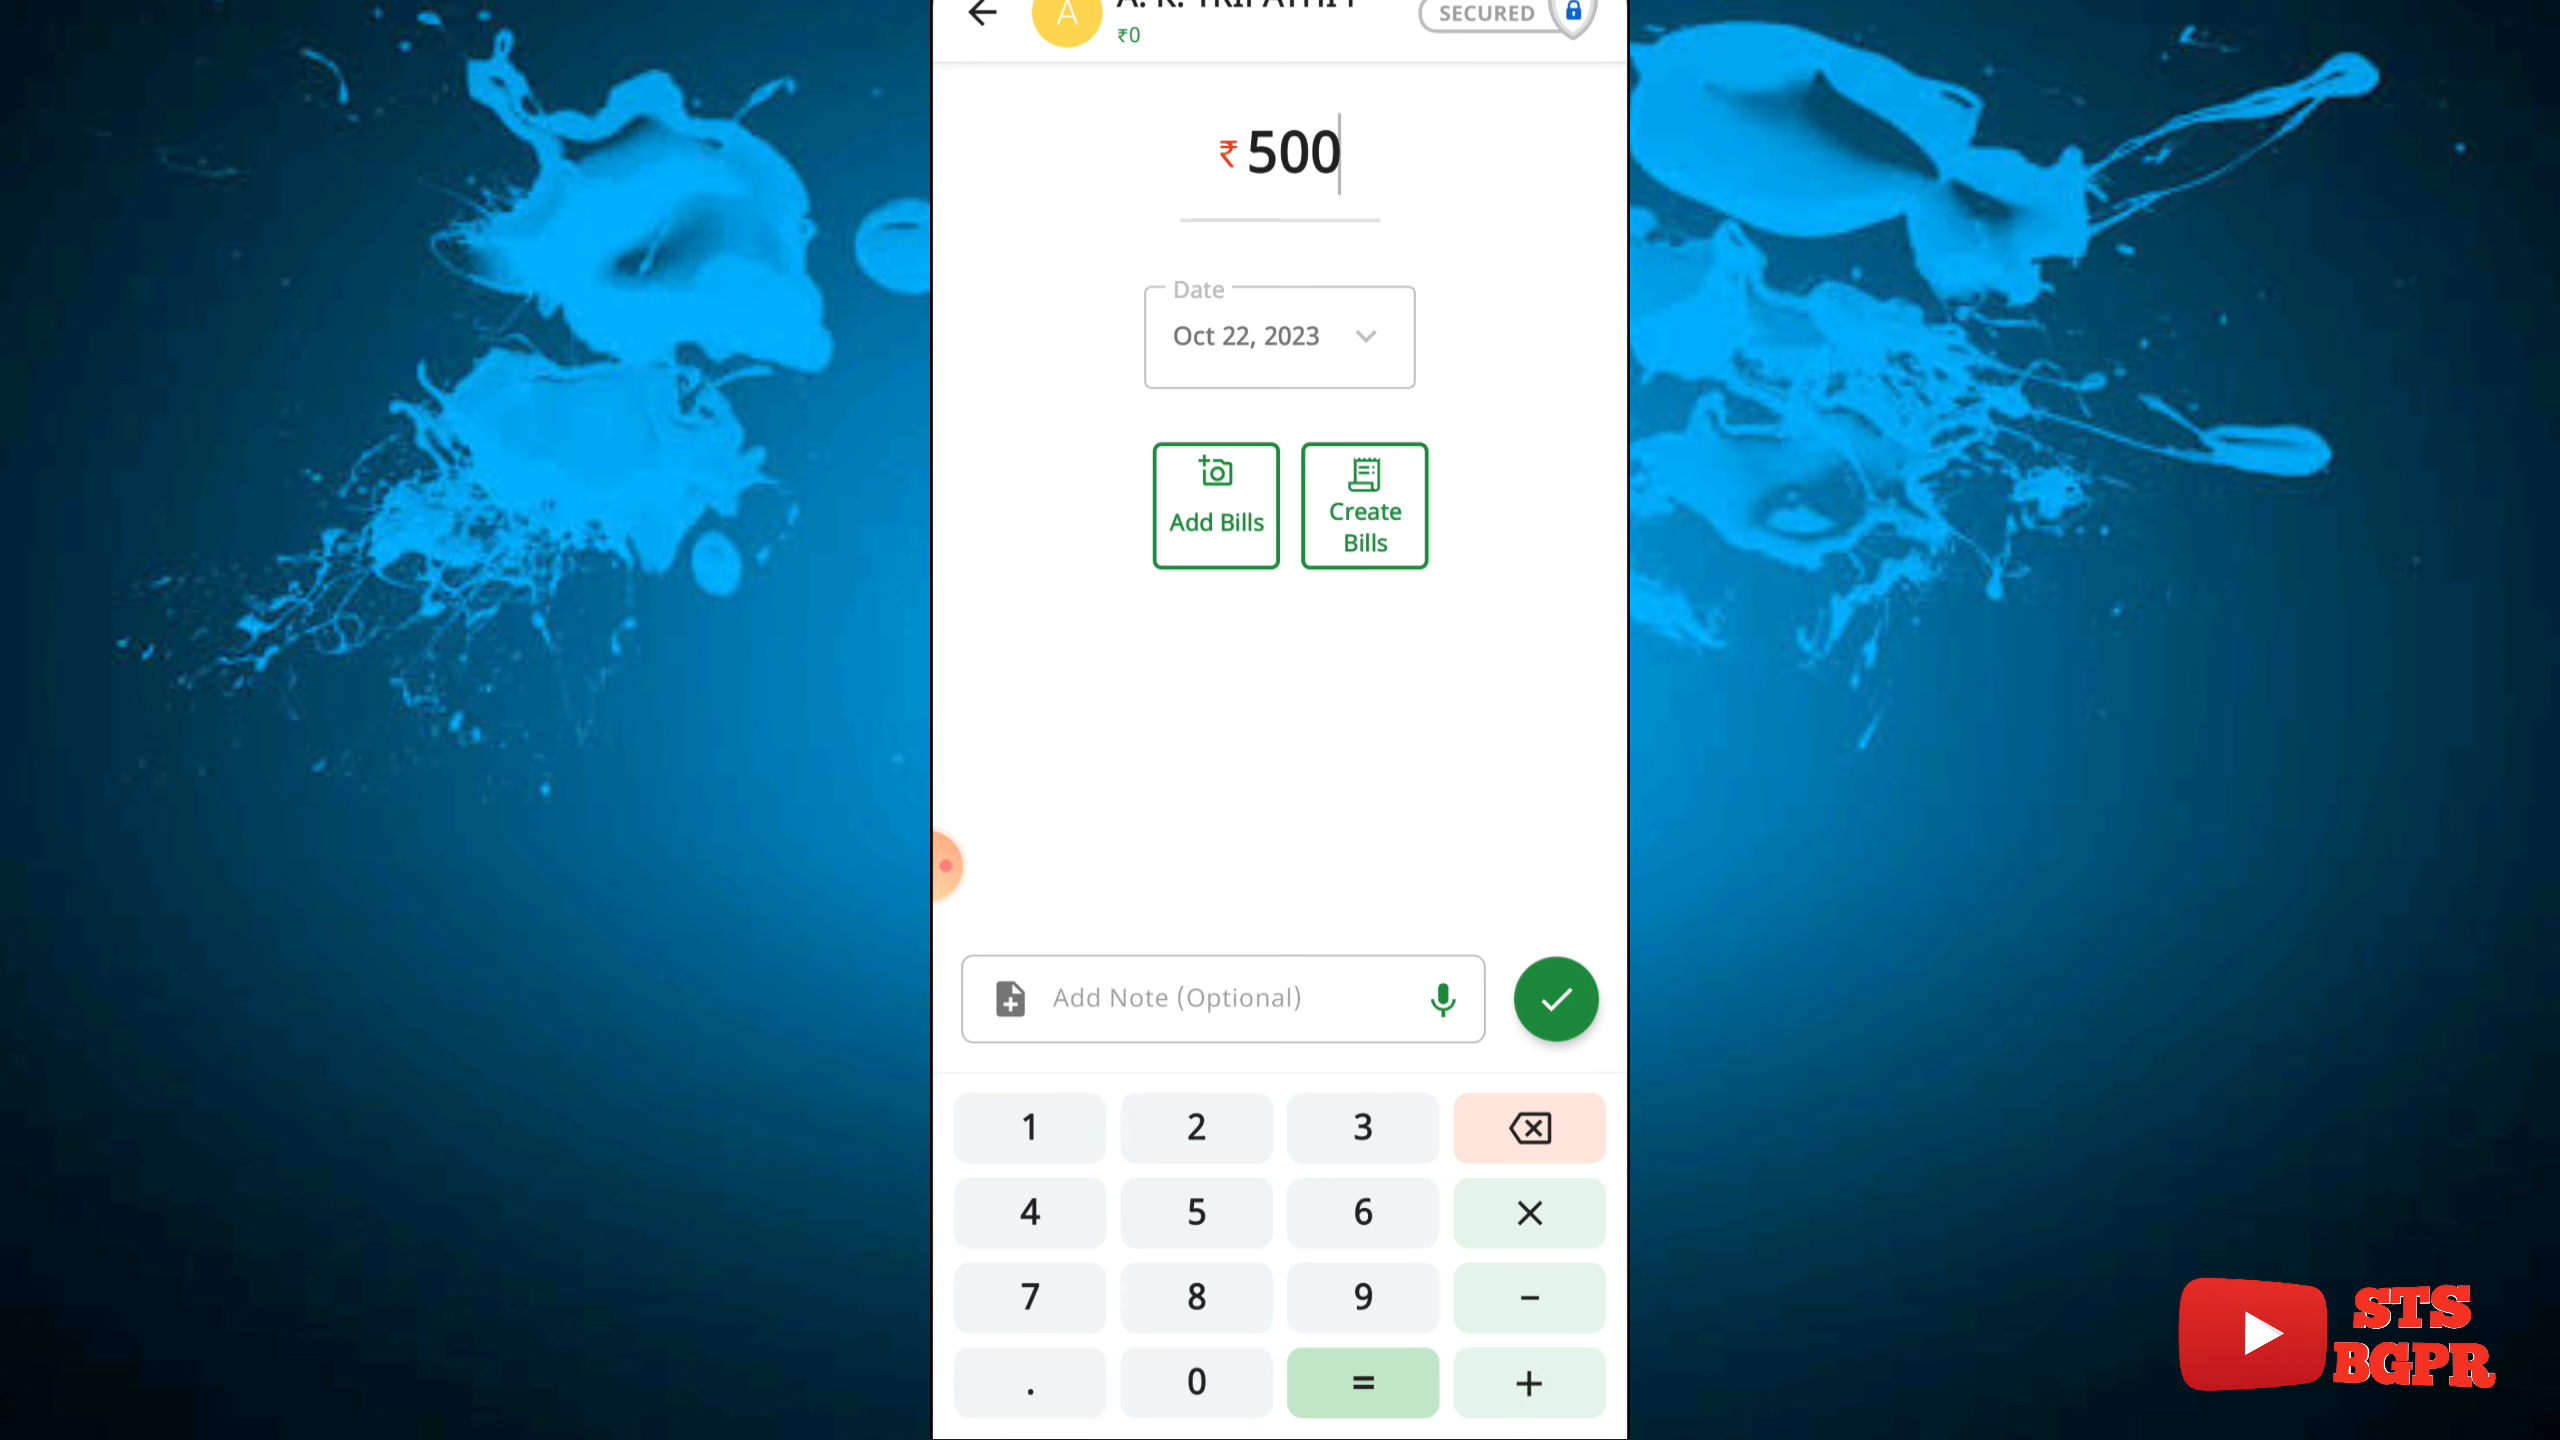 A
A. K. TRIPATHI
₹0
SECURED
₹ 500
Date
Oct 22, 2023
Add Bills
Create
Bills
Add Note (Optional)
1 2 3
4 5 6 ×
7 8 9 −
. 0 = +
STS
BGPR